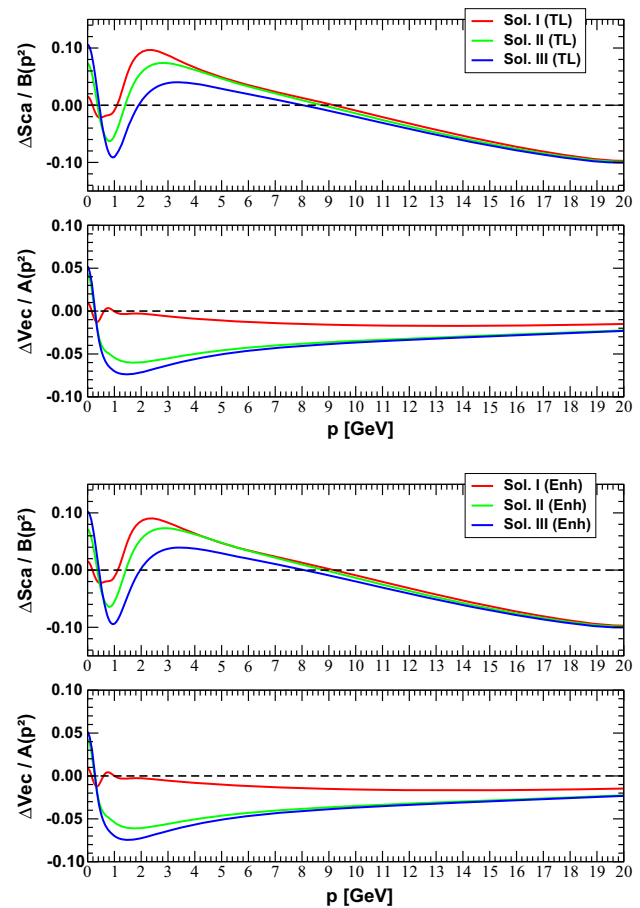 Sol. I (TL)
Sol. II (TL)
Sol. III (TL)
ΔSca / B(p²)
0.10
0.00
-0.10
0 1 2 3 4 5 6 7 8 9 10 11 12 13 14 15 16 17 18 19 20
ΔVec / A(p²)
0.10
0.05
0.00
-0.05
-0.10
0 1 2 3 4 5 6 7 8 9 10 11 12 13 14 15 16 17 18 19 20
p [GeV]
Sol. I (Enh)
Sol. II (Enh)
Sol. III (Enh)
ΔSca / B(p²)
0.10
0.00
-0.10
0 1 2 3 4 5 6 7 8 9 10 11 12 13 14 15 16 17 18 19 20
ΔVec / A(p²)
0.10
0.05
0.00
-0.05
-0.10
0 1 2 3 4 5 6 7 8 9 10 11 12 13 14 15 16 17 18 19 20
p [GeV]